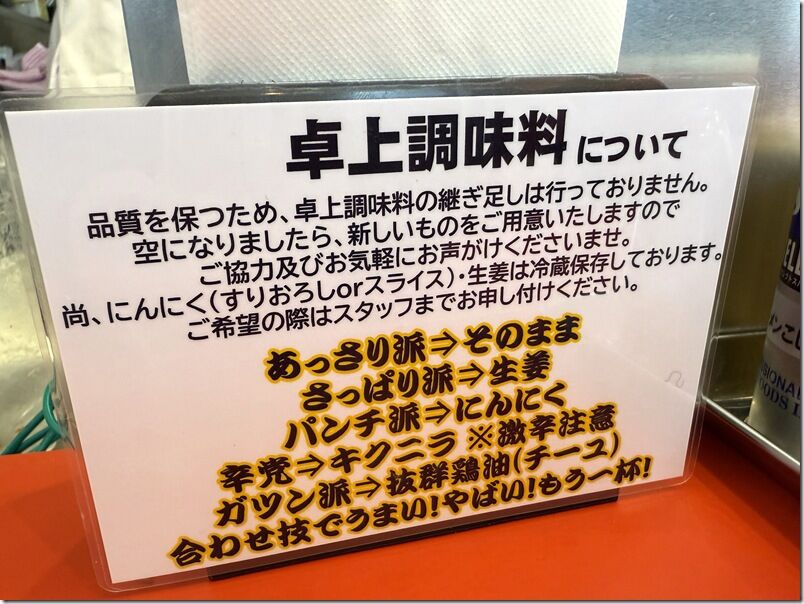 卓上調味料について
品質を保つため、卓上調味料の継ぎ足しは行っておりません。
空になりましたら、新しいものをご用意いたしますので
ご協力及びお気軽にお声がけくださいませ。
尚、にんにく(すりおろしorスライス)・生姜は冷蔵保存しております。
ご希望の際はスタッフまでお申し付けください。
あっさり派⇒そのまま
さっぱり派⇒生姜
パンチ派⇒にんにく
辛党⇒キクニラ ※激辛注意
ガツン派⇒抜群鶏油(チーユ)
合わせ技でうまい!やばい!もう一杯!